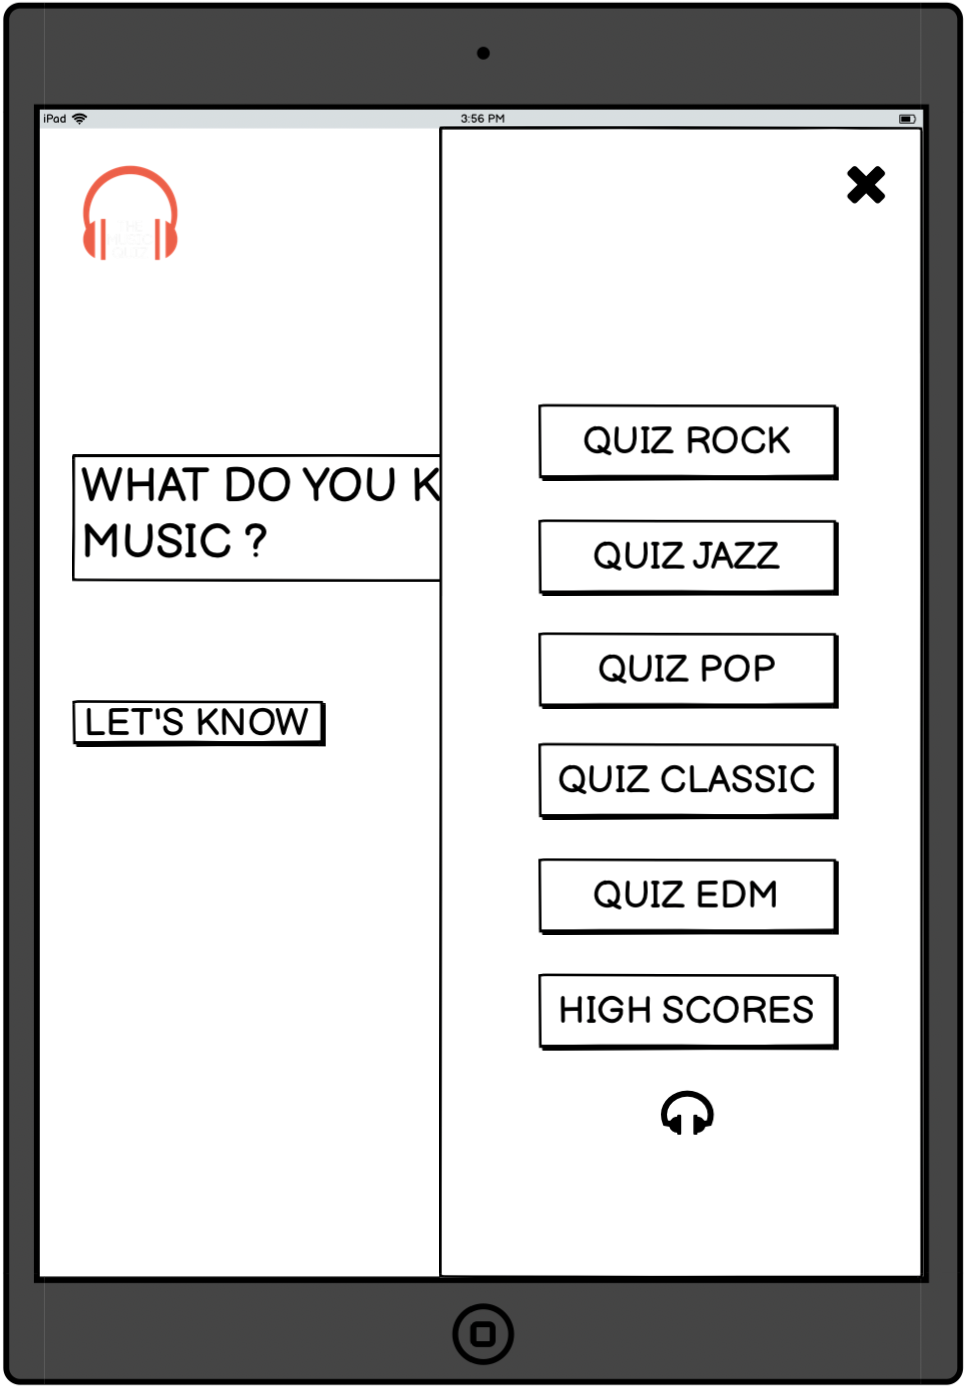 iPad
3:56 PM
WHAT DO YOU K
MUSIC ?
LET'S KNOW
QUIZ ROCK
QUIZ JAZZ
QUIZ POP
QUIZ CLASSIC
QUIZ EDM
HIGH SCORES